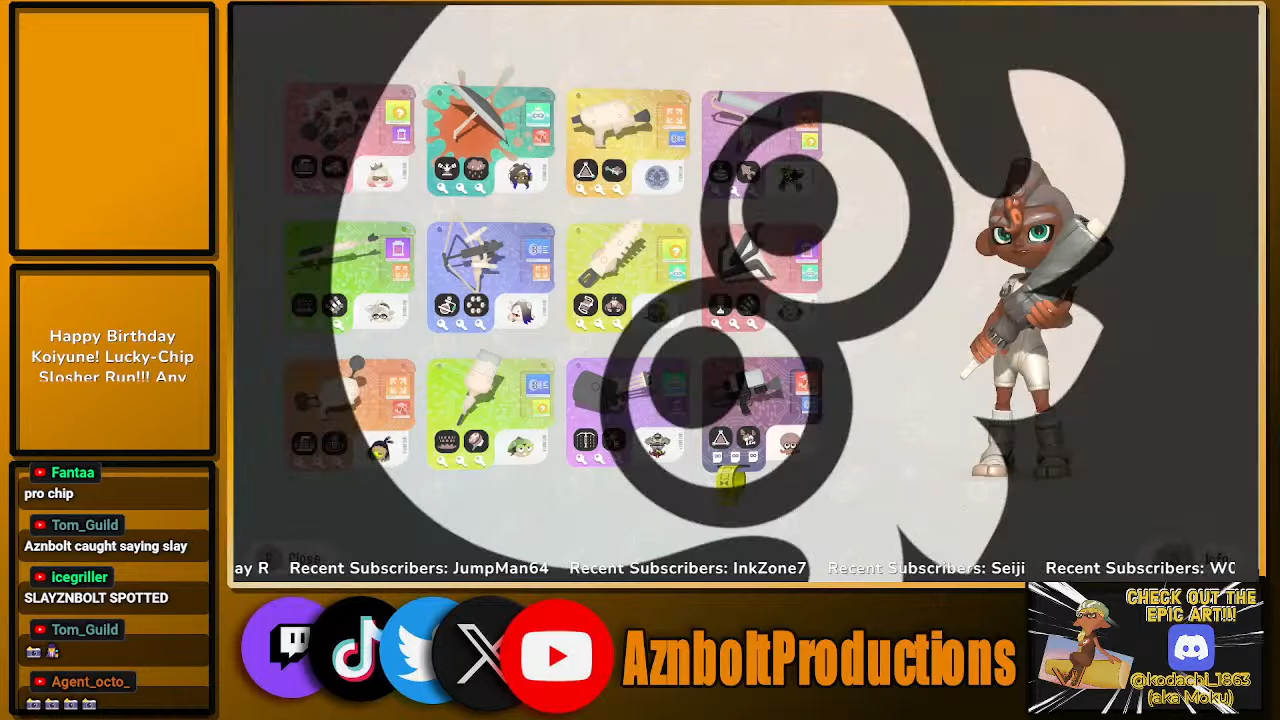 Happy Birthday
Koiyune! Lucky-Chip
Slosher Run!!! Any
Fantaa
pro chip
Tom_Guild
Aznbolt caught saying slay
icegriller
SLAYZNBOLT SPOTTED
Tom_Guild
Agent_octo_
Close
Info
ay R Recent Subscribers: JumpMan64 Recent Subscribers: InkZone7 Recent Subscribers: Seiji Recent Subscribers: WC
AznboltProductions
CHECK OUT THE
EPIC ART!!!
@kodachi_1863
(aka Moku)